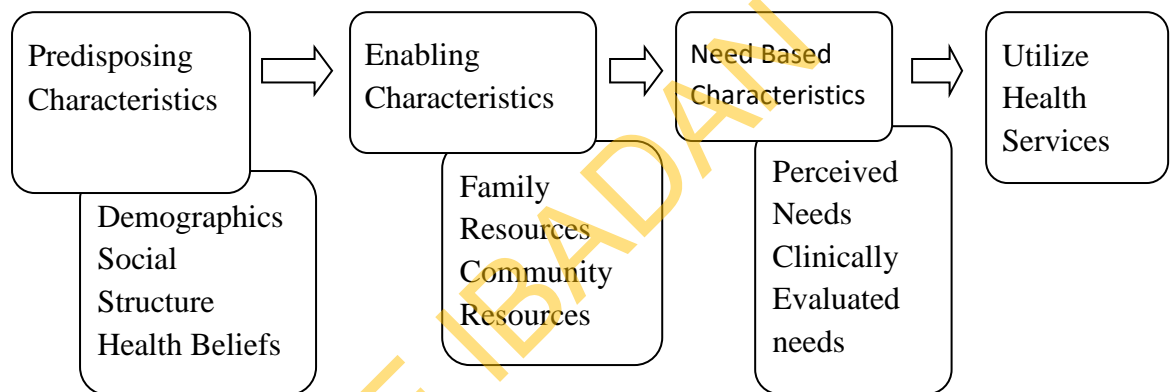 Predisposing
Characteristics
Demographics
Social
Structure
Health Beliefs
Enabling
Characteristics
Family
Resources
Community
Resources
Need Based
Characteristics
Perceived
Needs
Clinically
Evaluated
needs
Utilize
Health
Services
IBADAN